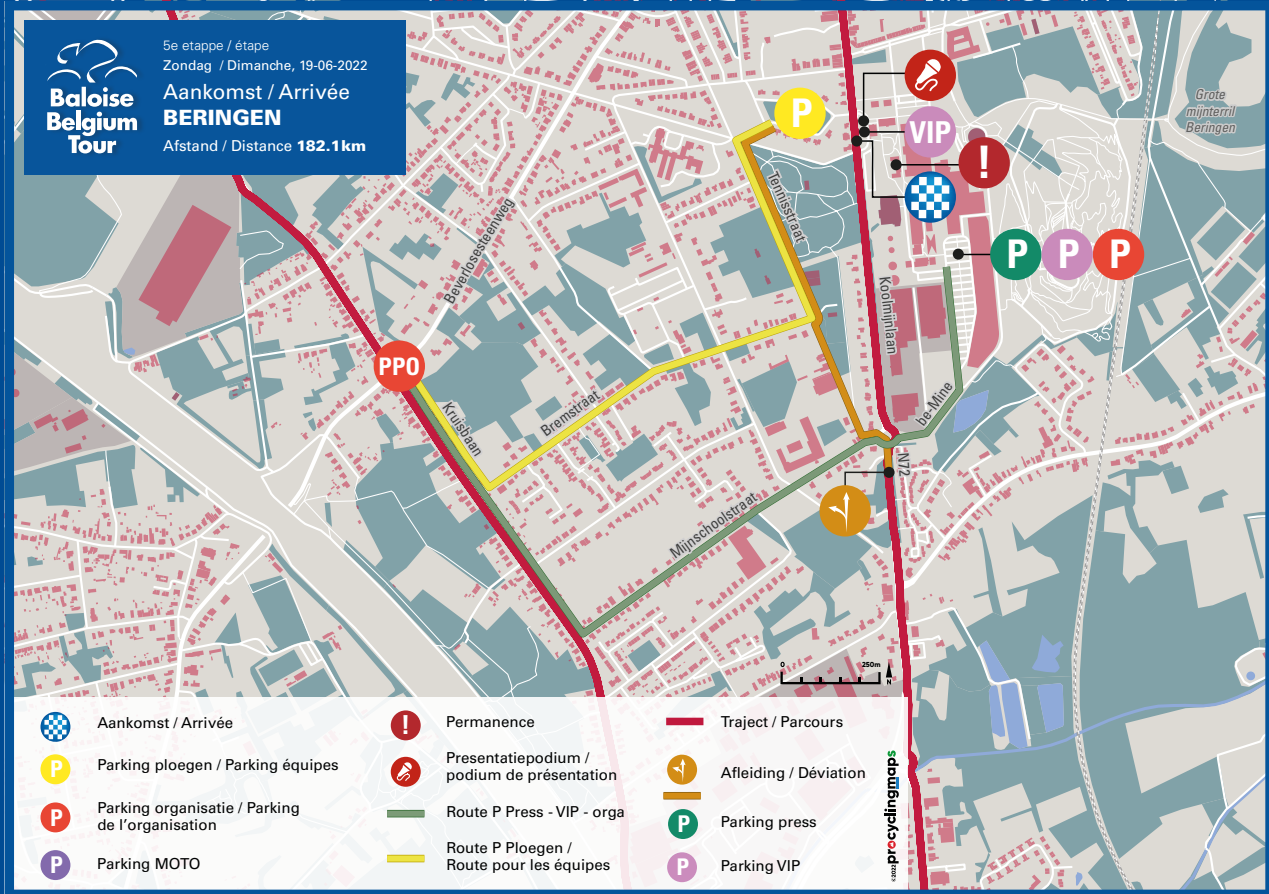 Baloise
Belgium
Tour
5e etappe / étape
Zondag / Dimanche, 19-06-2022
Aankomst / Arrivée
BERINGEN
Afstand / Distance 182.1km
P
VIP
!
Grote
mijnterril
Beringen
Tennisstraat
Beverlosesteenweg
P P P
Koolmijnlaan
PPO
Kruisbaan
Bremstraat
be-Mine
N72
Mijnschoolstraat
0 250m
N
Aankomst / Arrivée
P Parking ploegen / Parking équipes
P Parking organisatie / Parking
de l'organisation
P Parking MOTO
! Permanence
Presentatiepodium /
podium de présentation
Route P Press - VIP - orga
Route P Ploegen /
Route pour les équipes
Traject / Parcours
Afleiding / Déviation
P Parking press
P Parking VIP
©2022 procyclingmaps